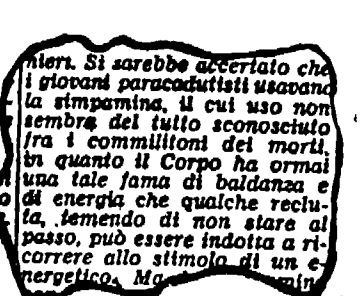 nieri. Si sarebbe accertato che
i giovani paracadutisti usavano
la simpamina, il cui uso non
sembra del tutto sconosciuto
fra i commilitoni dei morti,
in quanto il Corpo ha ormai
una tale fama di baldanza e
di energia che qualche reclu-
ta, temendo di non stare al
passo, può essere indotta a ri-
correre allo stimolo di un e-
nergetico. Ma